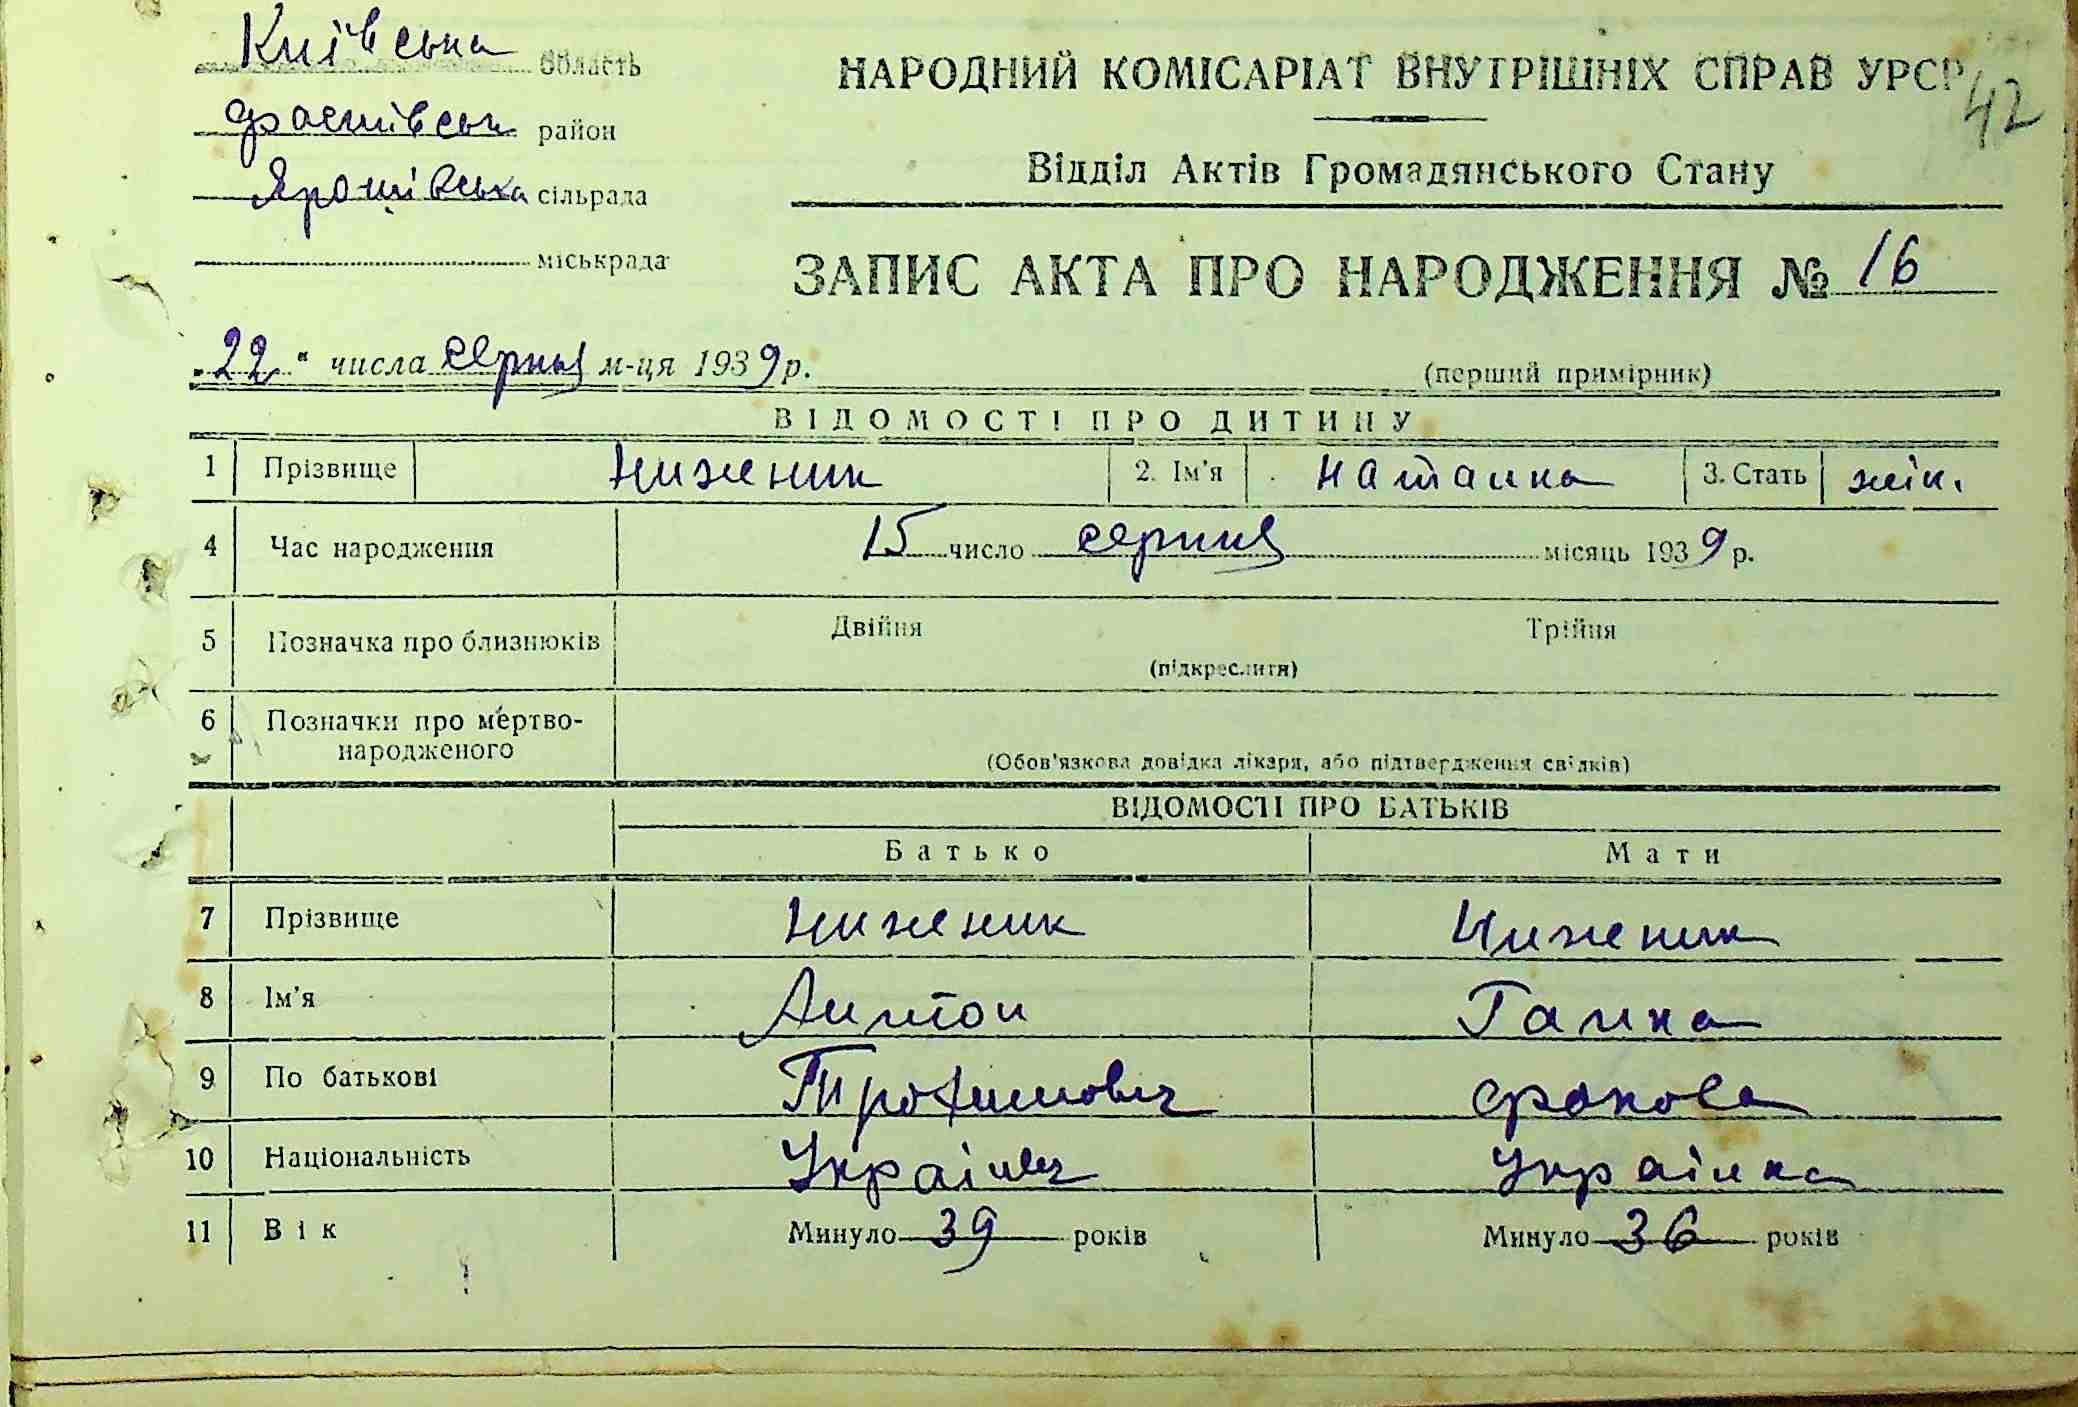 Київська область
Фастівськ район
Ярошівська сільрада
міськрада
НАРОДНИЙ КОМІСАРІАТ ВНУТРІШНІХ СПРАВ УРСР
42
Відділ Актів Громадянського Стану
ЗАПИС АКТА ПРО НАРОДЖЕННЯ № 16
„22“ числа серпня м-ця 1939 р.
(перший примірник)
ВІДОМОСТІ ПРО ДИТИНУ
1 Прізвище Ниженик 2. Ім'я Наталка 3. Стать жін.
4 Час народження 15 число серпня місяць 1939 р.
5 Позначка про близнюків Двійня Трійня
(підкреслити)
6 Позначки про мертво-
народженого
(Обов'язкова довідка лікаря, або підтвердження свідків)
ВІДОМОСТІ ПРО БАТЬКІВ
Батько Мати
7 Прізвище Ниженик Ниженик
8 Ім'я Антон Ганна
9 По батькові Трофимович
10 Національність Українец Українка
11 Вік Минуло 39 років Минуло 36 років